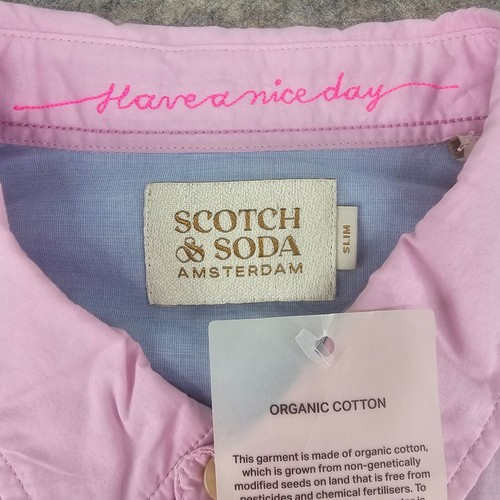 Have a nice day
SCOTCH
& SODA
AMSTERDAM
SLIM
ORGANIC COTTON
This garment is made of organic cotton,
which is grown from non-genetically
modified seeds on land that is free from
pesticides and chemical fertilisers. To